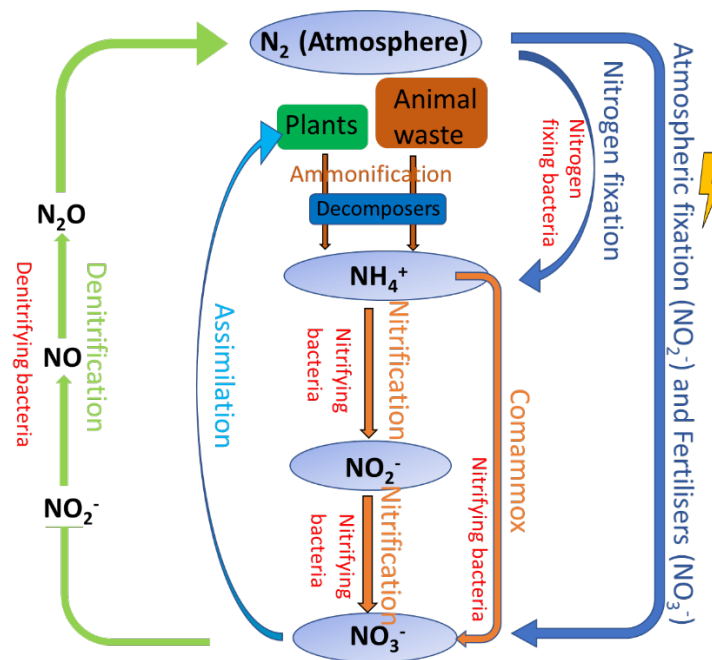 N₂ (Atmosphere)
Plants
Animal
waste
Ammonification
Decomposers
NH₄⁺
Nitrification
Nitrifying
bacteria
NO₂⁻
Nitrification
Nitrifying
bacteria
NO₃⁻
Comammox
Nitrifying bacteria
Assimilation
NO₂⁻
NO
N₂O
Denitrification
Denitrifying bacteria
Nitrogen fixation
Nitrogen
fixing bacteria
Atmospheric fixation (NO₂⁻) and Fertilisers (NO₃⁻)